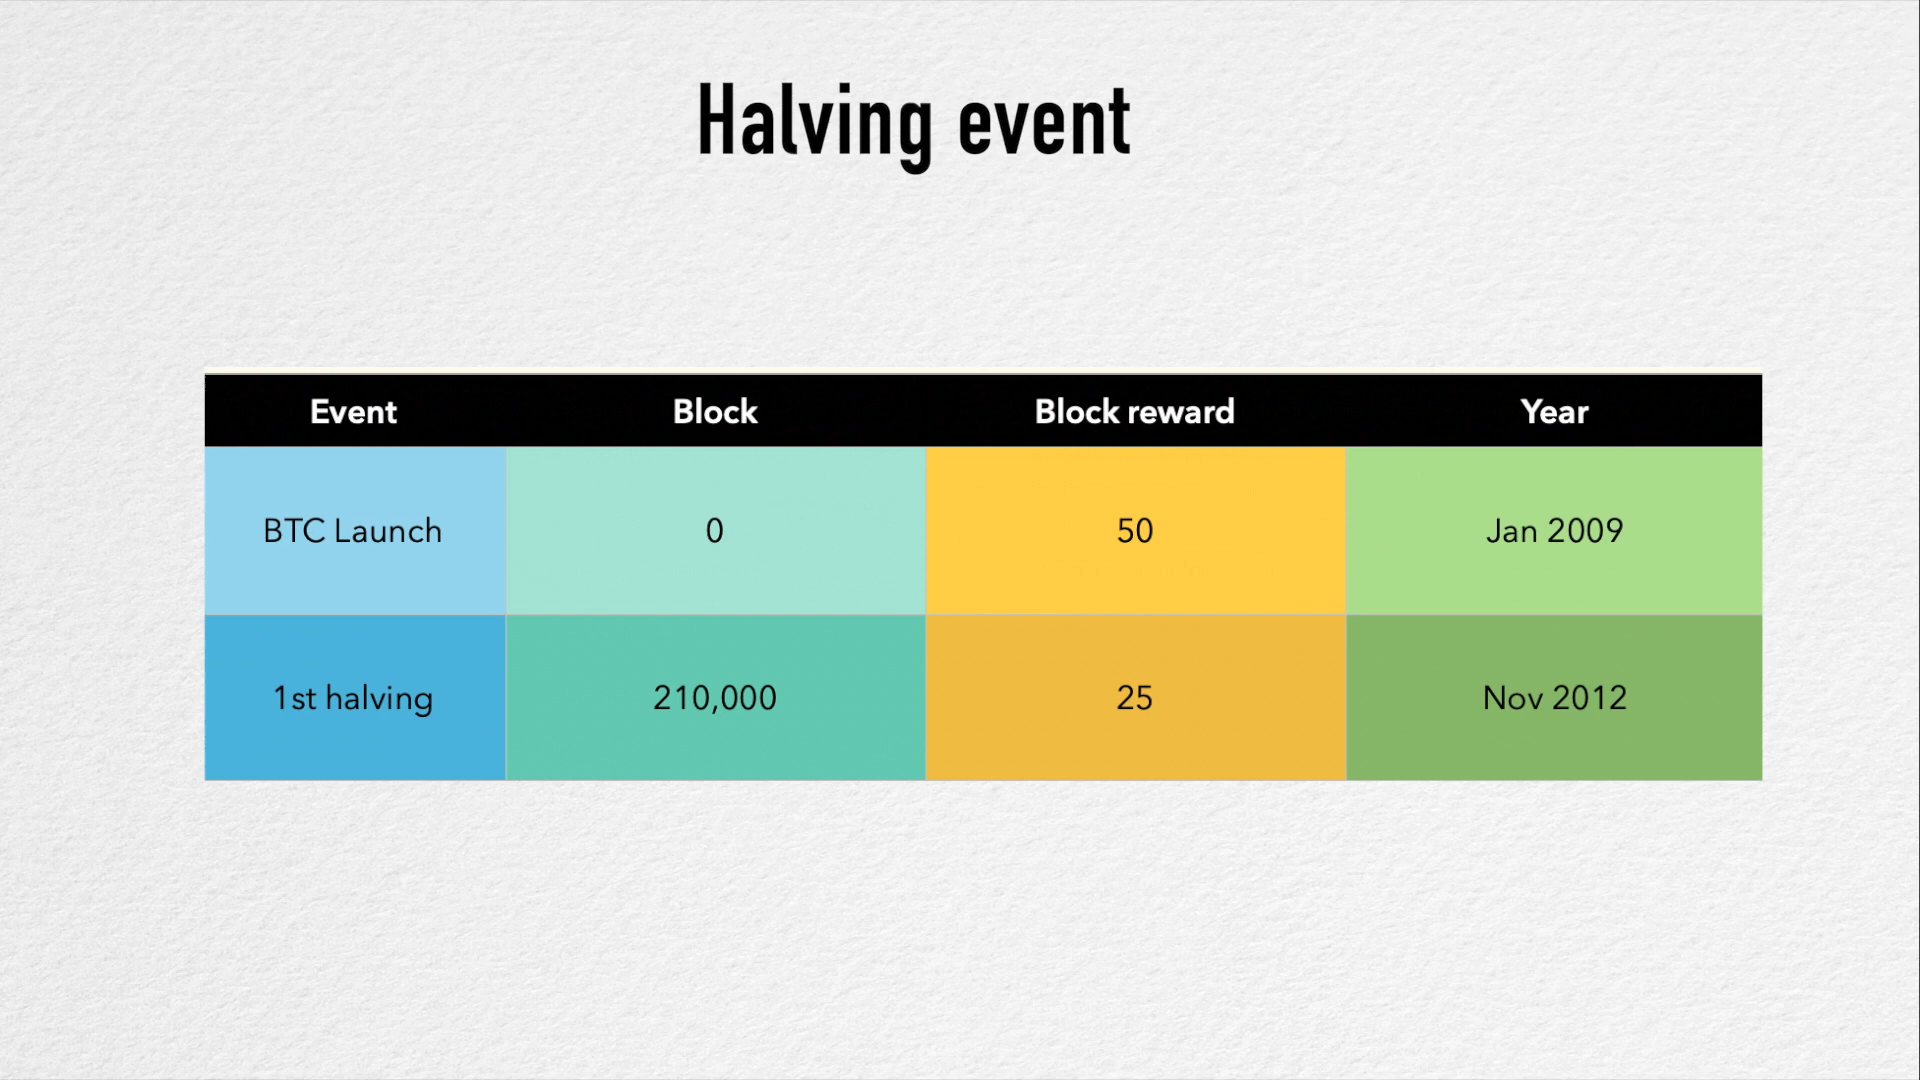 Halving event
Event Block Block reward Year
BTC Launch 0 50 Jan 2009
1st halving 210,000 25 Nov 2012